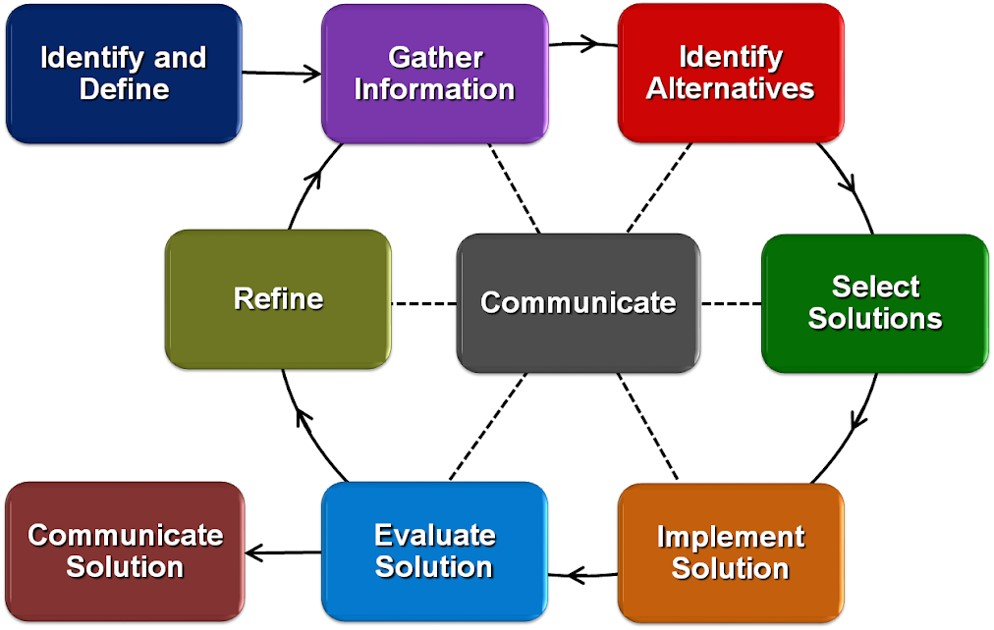 Identify and
Define
Gather
Information
Identify
Alternatives
Refine
Communicate
Select
Solutions
Communicate
Solution
Evaluate
Solution
Implement
Solution